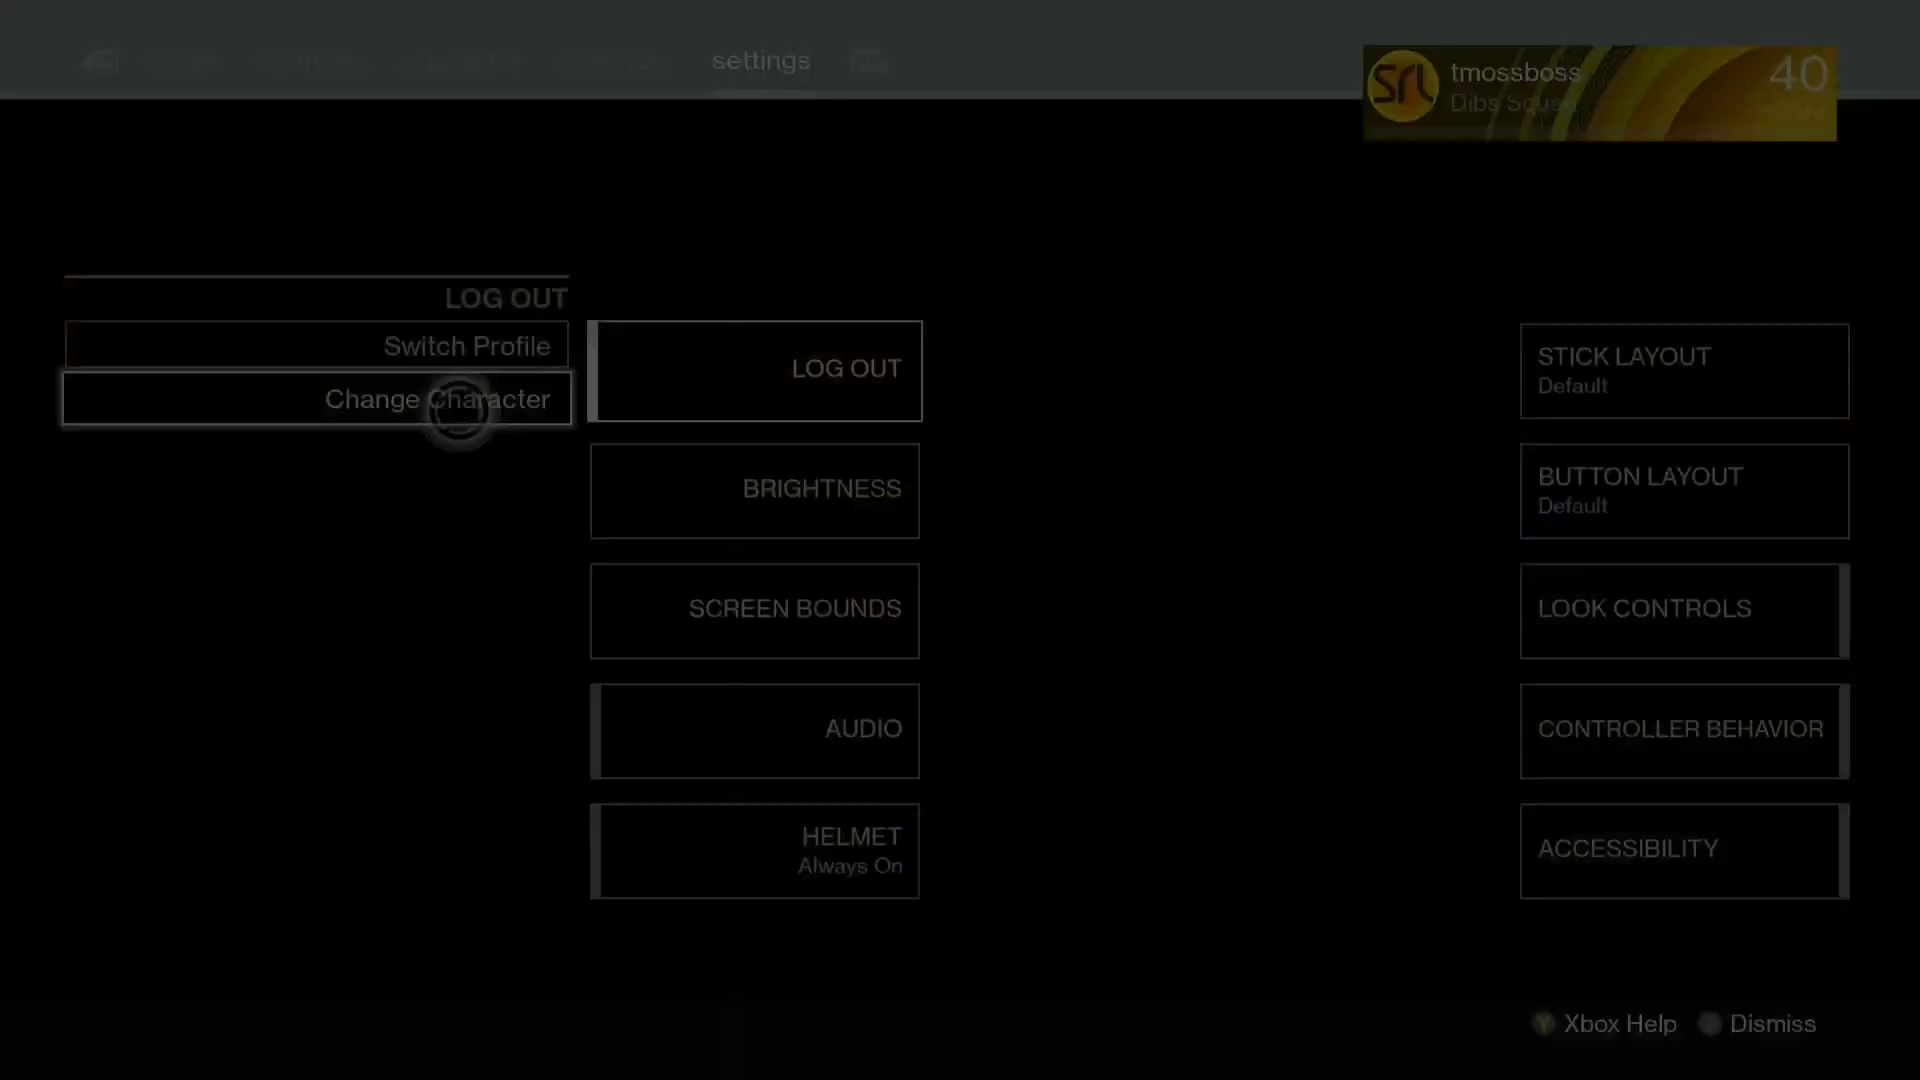 settings
SRL
tmossboss
40
LOG OUT
Switch Profile
Change Character
LOG OUT
BRIGHTNESS
SCREEN BOUNDS
AUDIO
HELMET
Always On
STICK LAYOUT
Default
BUTTON LAYOUT
Default
LOOK CONTROLS
CONTROLLER BEHAVIOR
ACCESSIBILITY
Y Xbox Help
Dismiss